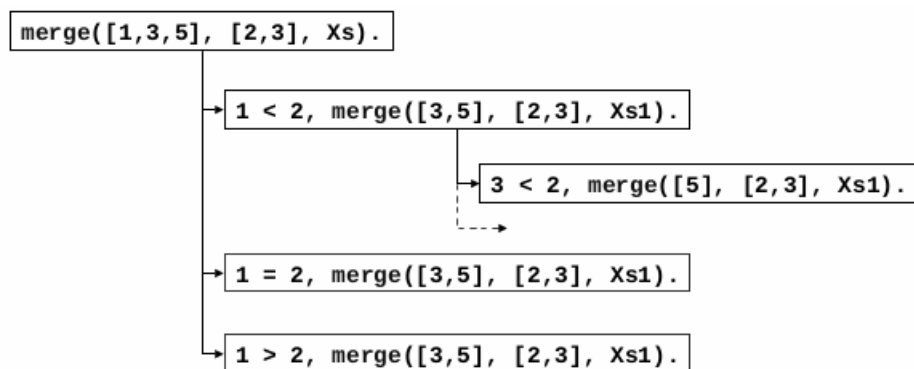 merge([1,3,5], [2,3], Xs).
1 < 2, merge([3,5], [2,3], Xs1).
3 < 2, merge([5], [2,3], Xs1).
1 = 2, merge([3,5], [2,3], Xs1).
1 > 2, merge([3,5], [2,3], Xs1).